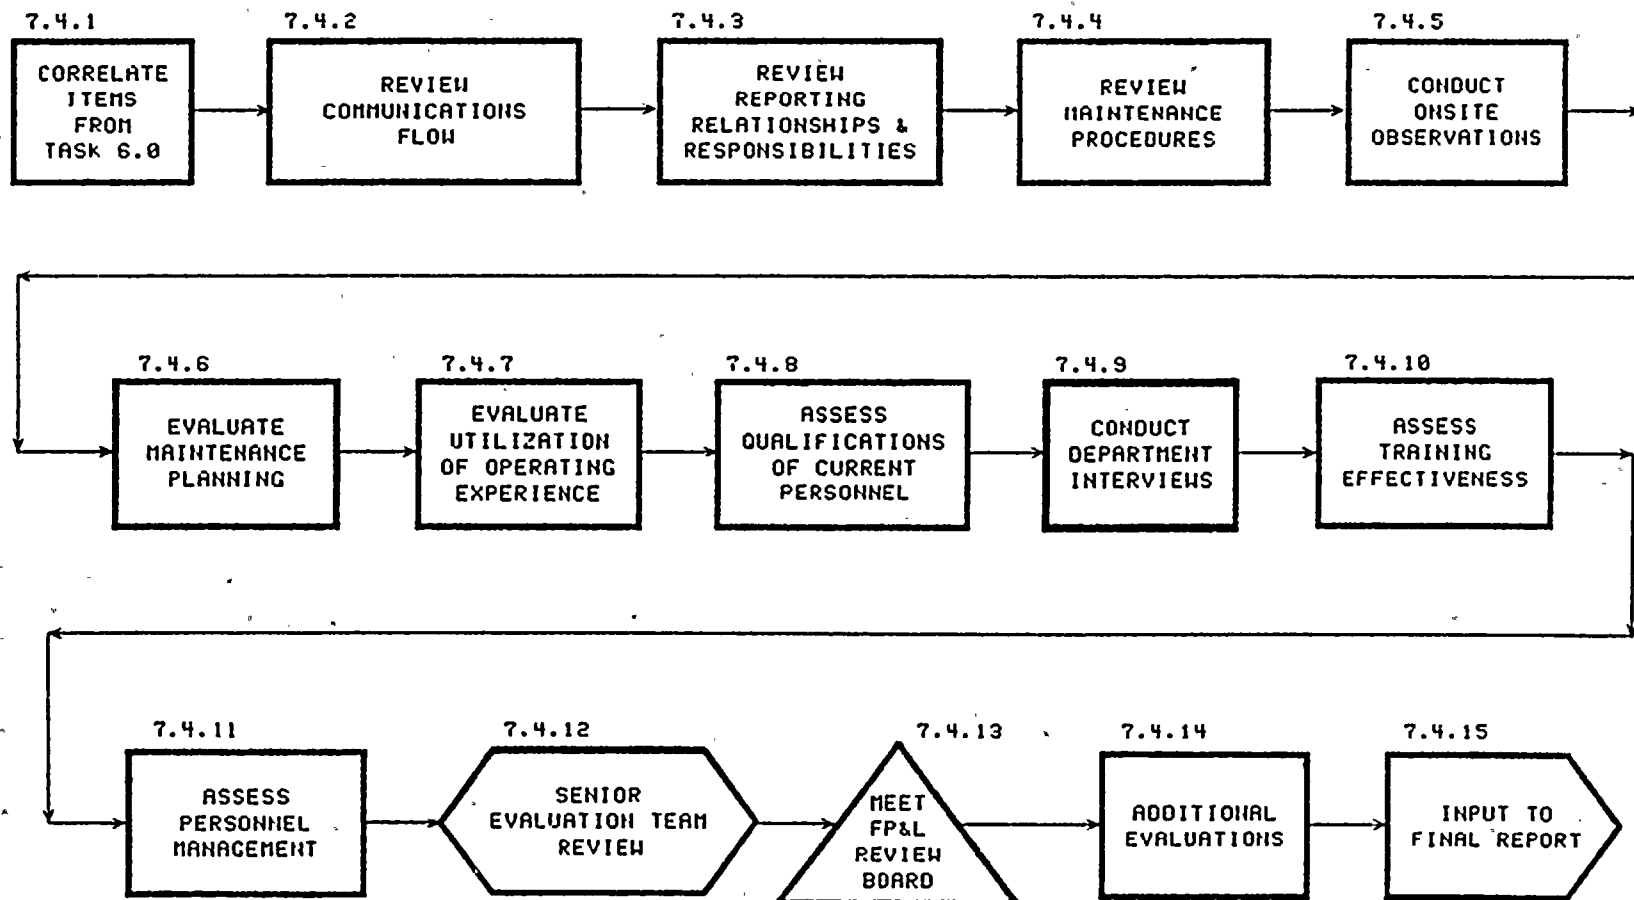 7.4.1
CORRELATE
ITEMS
FROM
TASK 6.0
7.4.2
REVIEW
COMMUNICATIONS
FLOW
7.4.3
REVIEW
REPORTING
RELATIONSHIPS &
RESPONSIBILITIES
7.4.4
REVIEW
MAINTENANCE
PROCEDURES
7.4.5
CONDUCT
ONSITE
OBSERVATIONS
7.4.6
EVALUATE
MAINTENANCE
PLANNING
7.4.7
EVALUATE
UTILIZATION
OF OPERATING
EXPERIENCE
7.4.8
ASSESS
QUALIFICATIONS
OF CURRENT
PERSONNEL
7.4.9
CONDUCT
DEPARTMENT
INTERVIEWS
7.4.10
ASSESS
TRAINING
EFFECTIVENESS
7.4.11
ASSESS
PERSONNEL
MANAGEMENT
7.4.12
SENIOR
EVALUATION TEAM
REVIEW
7.4.13
MEET
FP&L
REVIEW
BOARD
7.4.14
ADDITIONAL
EVALUATIONS
7.4.15
INPUT TO
FINAL REPORT